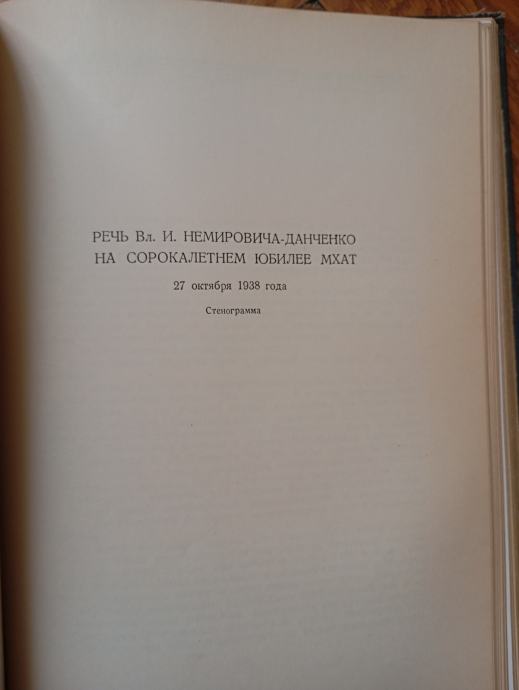 РЕЧЬ Вл. И. НЕМИРОВИЧА-ДАНЧЕНКО
НА СОРОКАЛЕТНЕМ ЮБИЛЕЕ МХАТ
27 октября 1938 года
Стенограмма